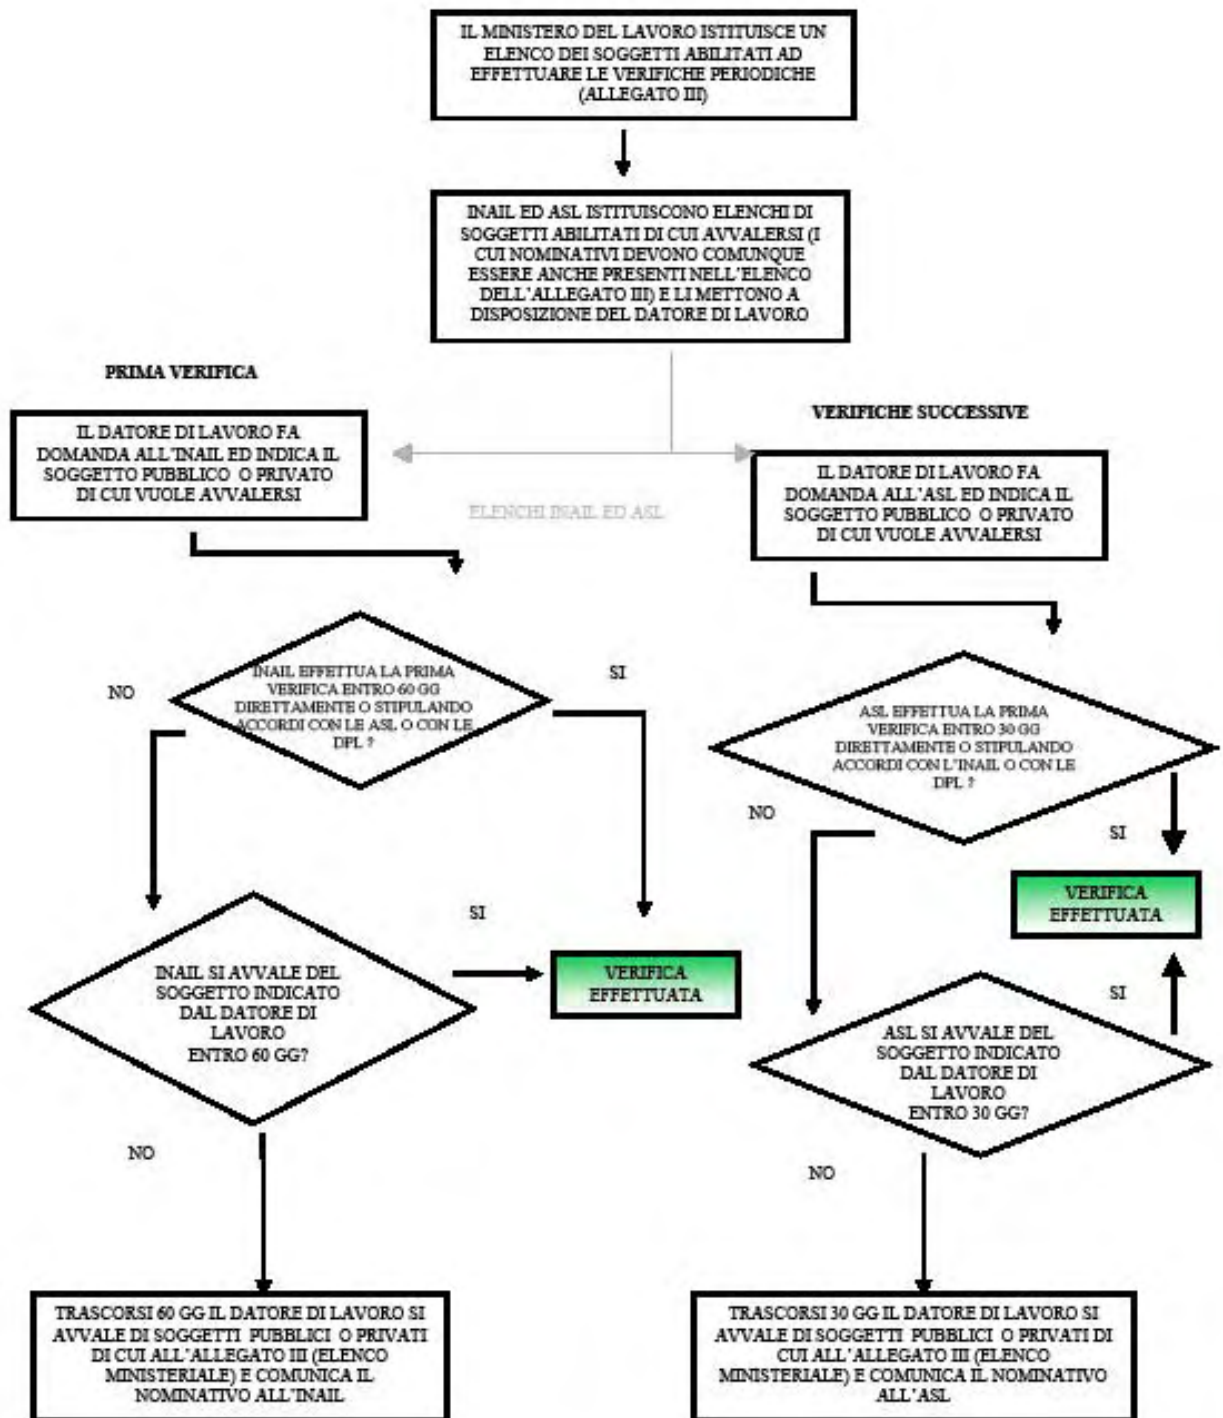 IL MINISTERO DEL LAVORO ISTITUISCE UN
ELENCO DEI SOGGETTI ABILITATI AD
EFFETTUARE LE VERIFICHE PERIODICHE
(ALLEGATO III)
INAIL ED ASL ISTITUISCONO ELENCHI DI
SOGGETTI ABILITATI DI CUI AVVALERSI (I
CUI NOMINATIVI DEVONO COMUNQUE
ESSERE ANCHE PRESENTI NELL'ELENCO
DELL'ALLEGATO III) E LI METTONO A
DISPOSIZIONE DEL DATORE DI LAVORO
PRIMA VERIFICA
IL DATORE DI LAVORO FA
DOMANDA ALL'INAIL ED INDICA IL
SOGGETTO PUBBLICO O PRIVATO
DI CUI VUOLE AVVALERSI
ELENCHI INAIL ED ASL
VERIFICHE SUCCESSIVE
IL DATORE DI LAVORO FA
DOMANDA ALL'ASL ED INDICA IL
SOGGETTO PUBBLICO O PRIVATO
DI CUI VUOLE AVVALERSI
INAIL EFFETTUA LA PRIMA
VERIFICA ENTRO 60 GG
DIRETTAMENTE O STIPULANDO
ACCORDI CON LE ASL O CON LE
DPL ?
NO
SI
ASL EFFETTUA LA PRIMA
VERIFICA ENTRO 30 GG
DIRETTAMENTE O STIPULANDO
ACCORDI CON L'INAIL O CON LE
DPL ?
NO
SI
VERIFICA
EFFETTUATA
INAIL SI AVVALE DEL
SOGGETTO INDICATO
DAL DATORE DI
LAVORO
ENTRO 60 GG?
SI
VERIFICA
EFFETTUATA
NO
ASL SI AVVALE DEL
SOGGETTO INDICATO
DAL DATORE DI
LAVORO
ENTRO 30 GG?
SI
NO
TRASCORSI 60 GG IL DATORE DI LAVORO SI
AVVALE DI SOGGETTI PUBBLICI O PRIVATI
DI CUI ALL'ALLEGATO III (ELENCO
MINISTERIALE) E COMUNICA IL
NOMINATIVO ALL'INAIL
TRASCORSI 30 GG IL DATORE DI LAVORO SI
AVVALE DI SOGGETTI PUBBLICI O PRIVATI DI
CUI ALL'ALLEGATO III (ELENCO
MINISTERIALE) E COMUNICA IL NOMINATIVO
ALL'ASL